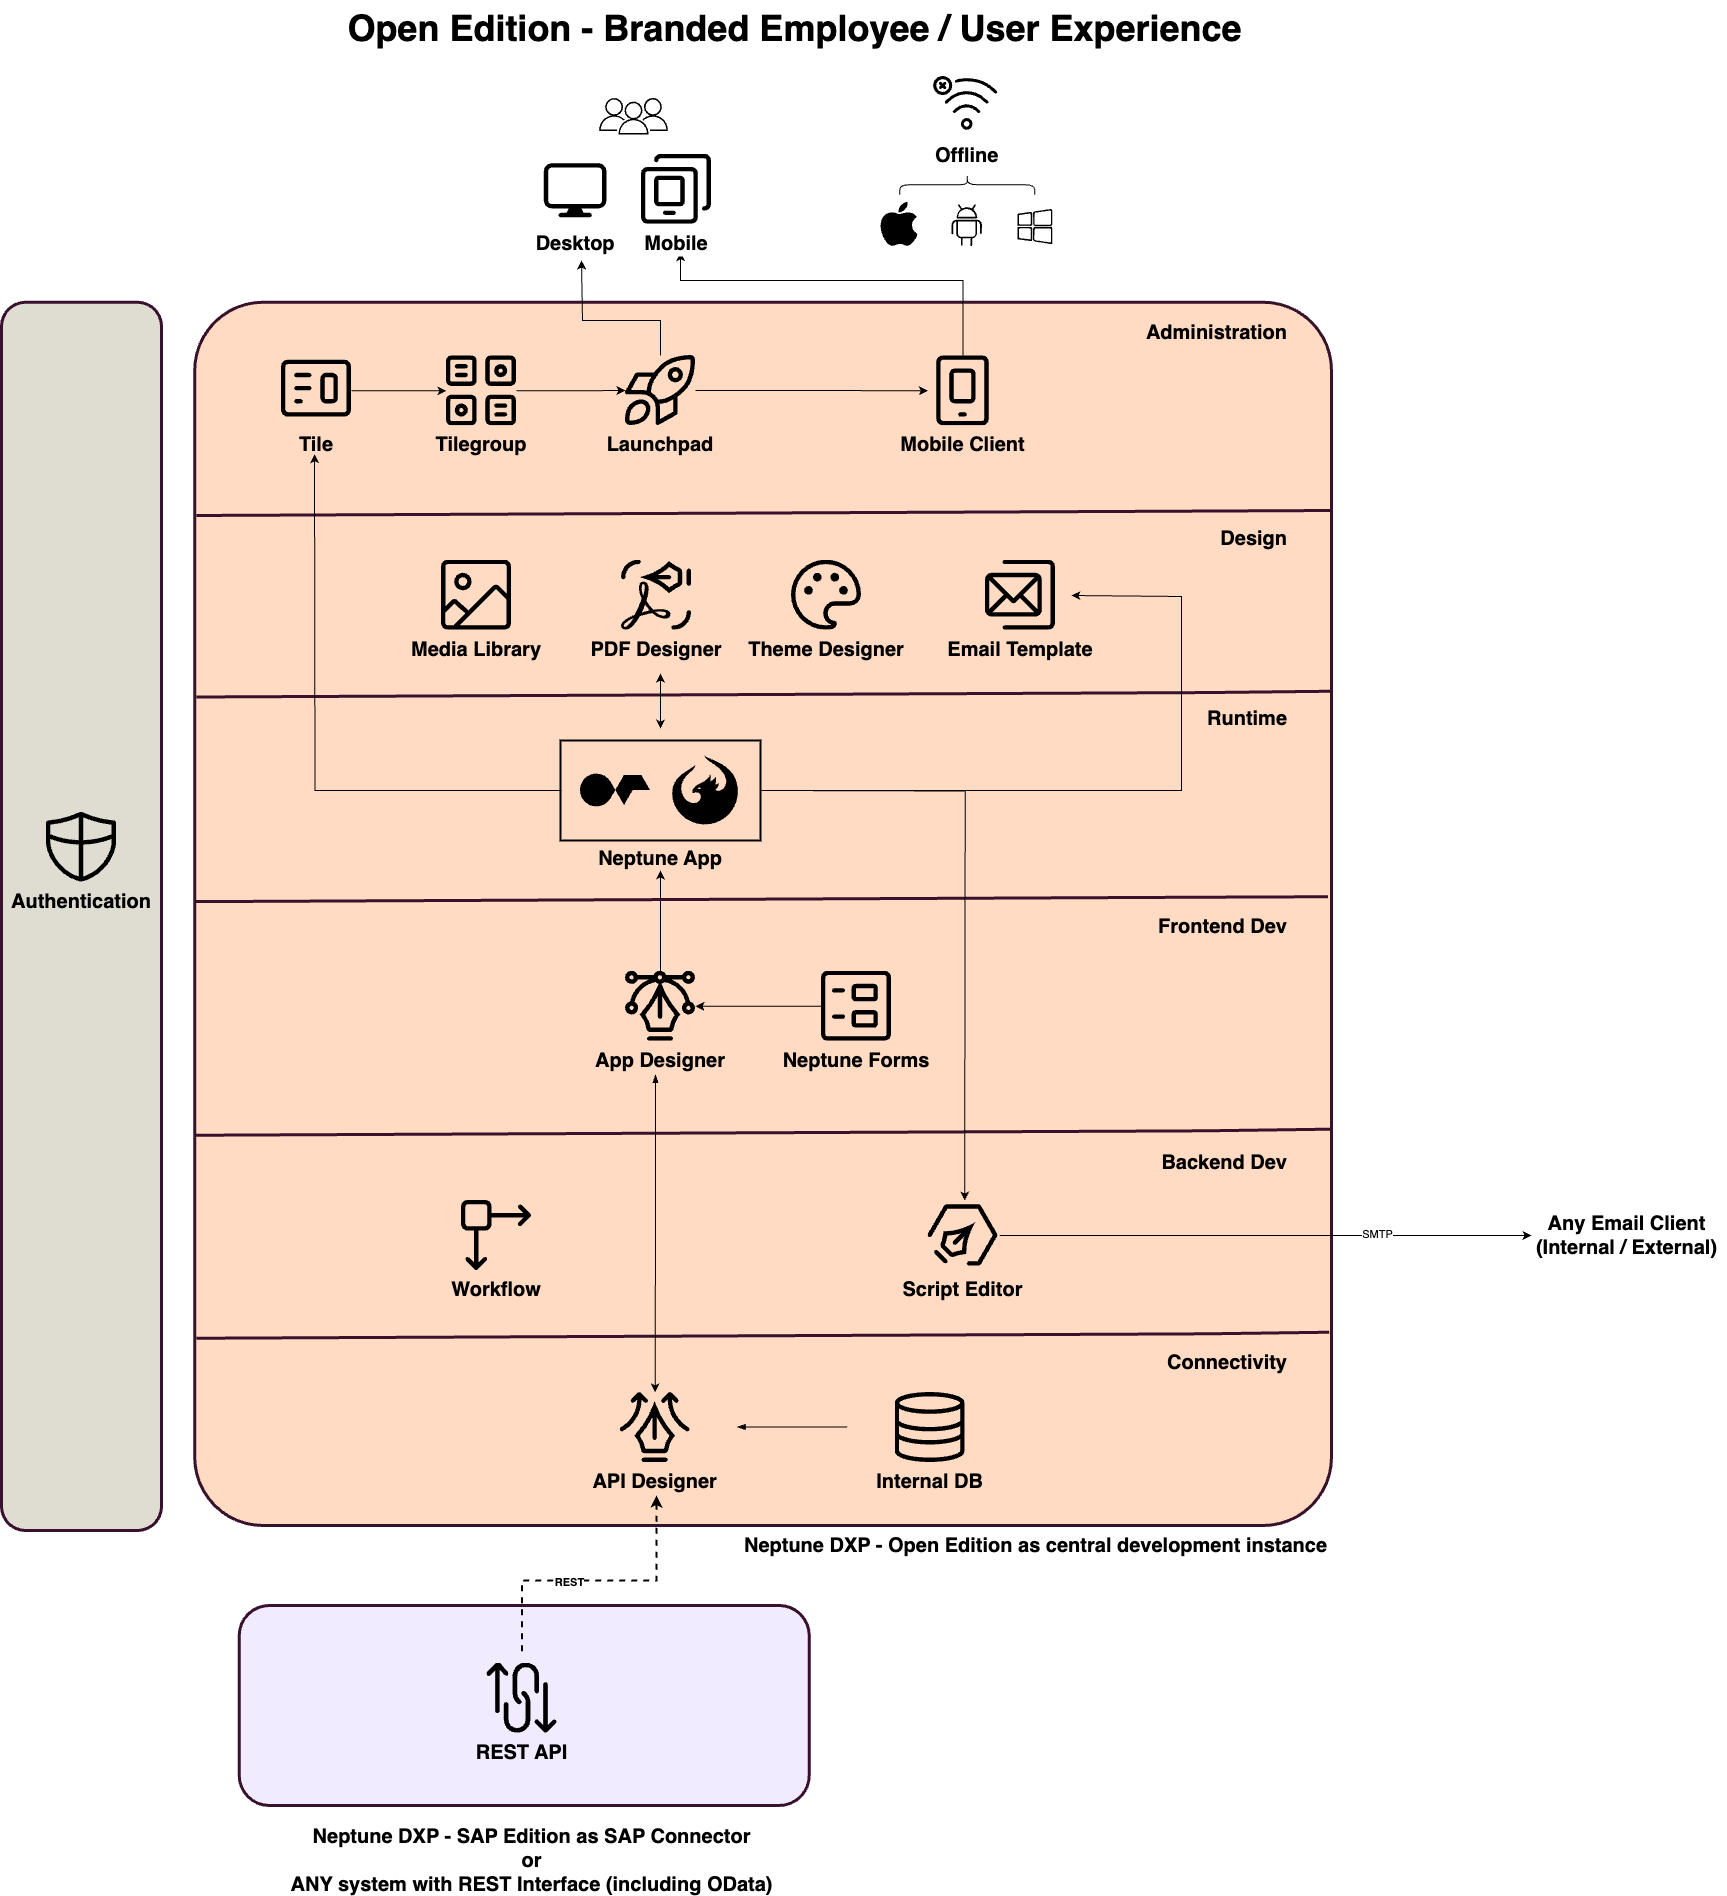 Open Edition - Branded Employee / User Experience
Offline
Desktop
Mobile
Administration
Tile
Tilegroup
Launchpad
Mobile Client
Design
Media Library
PDF Designer
Theme Designer
Email Template
Runtime
Neptune App
Authentication
Frontend Dev
App Designer
Neptune Forms
Backend Dev
Workflow
Script Editor
SMTP
Any Email Client
(Internal / External)
Connectivity
API Designer
Internal DB
Neptune DXP - Open Edition as central development instance
REST
REST API
Neptune DXP - SAP Edition as SAP Connector
or
ANY system with REST Interface (including OData)